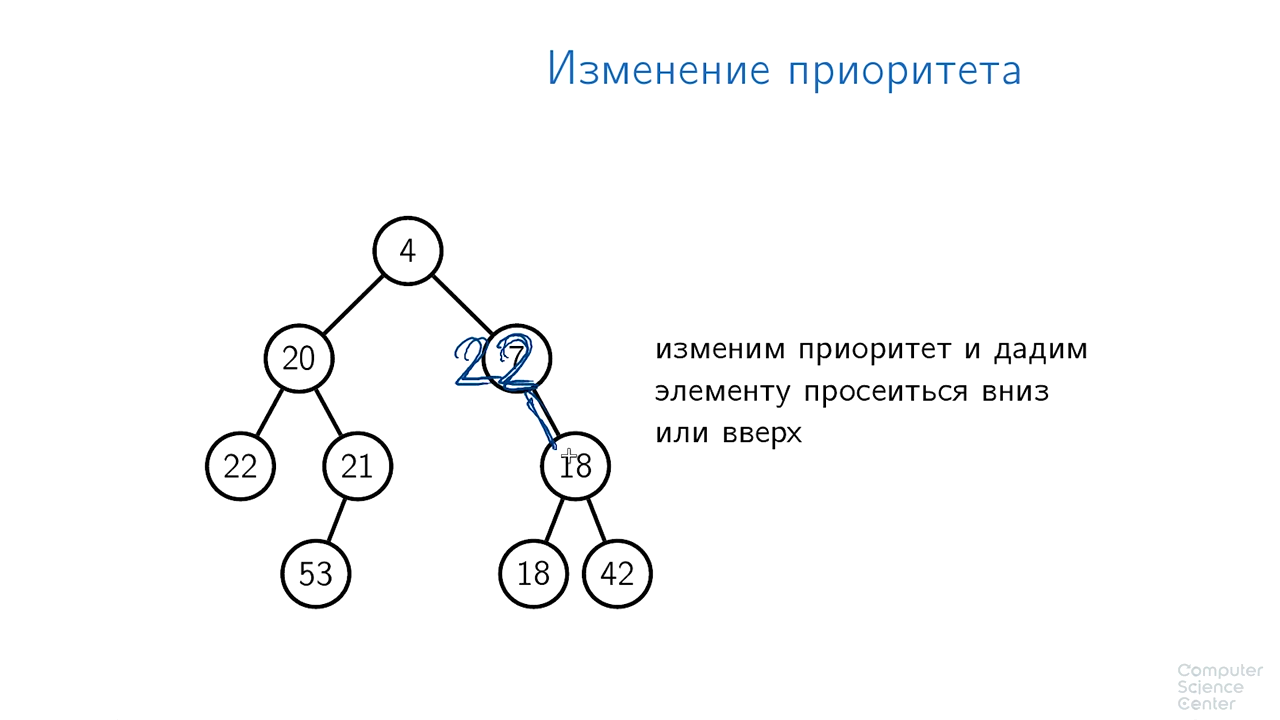 Изменение приоритета
4
20
22
7
изменим приоритет и дадим
элементу просеиться вниз
или вверх
22
21
18
53
18
42
Computer
Science
Center